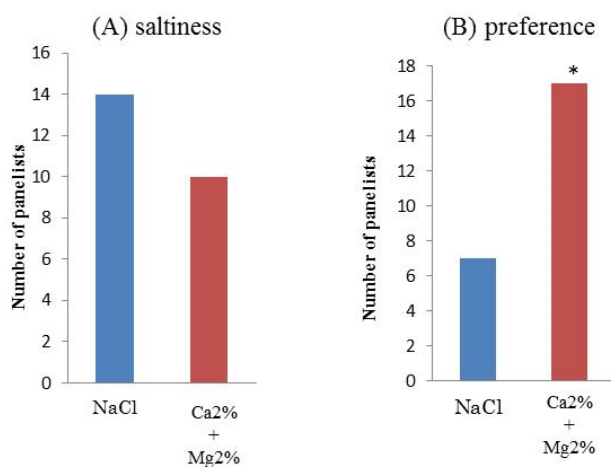 (A) saltiness
Number of panelists
16
14
12
10
8
6
4
2
0
NaCl
Ca2%
+
Mg2%
(B) preference
Number of panelists
18
16
14
12
10
8
6
4
2
0
*
NaCl
Ca2%
+
Mg2%